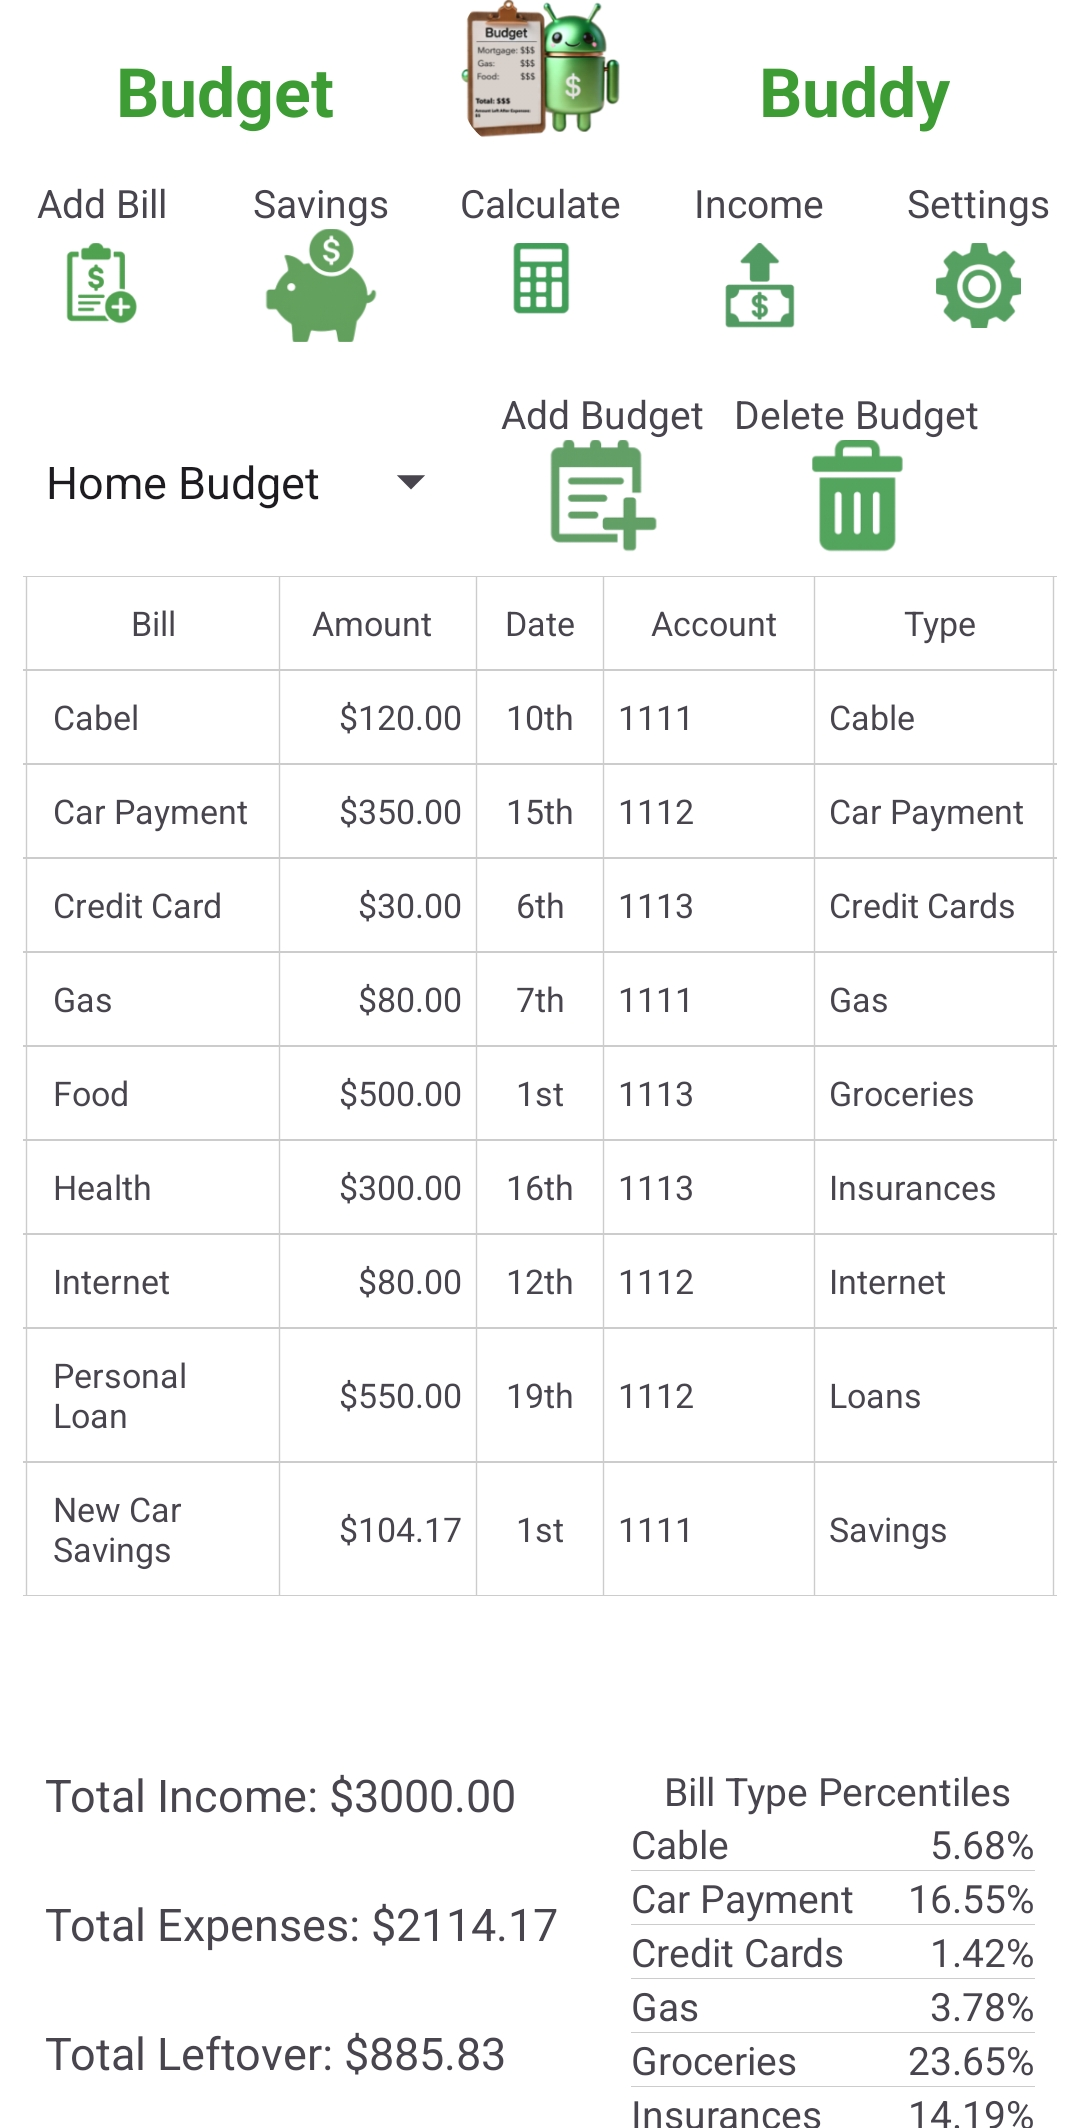 Budget
Budget
Mortgage: $$$
Gas: $$$
Food: $$$
Total: $$$
Amount Left After Expenses:
$$
$
Buddy
Add Bill Savings Calculate Income Settings
$ $ $
Home Budget
Add Budget Delete Budget
Bill Amount Date Account Type
Cabel $120.00 10th 1111 Cable
Car Payment $350.00 15th 1112 Car Payment
Credit Card $30.00 6th 1113 Credit Cards
Gas $80.00 7th 1111 Gas
Food $500.00 1st 1113 Groceries
Health $300.00 16th 1113 Insurances
Internet $80.00 12th 1112 Internet
Personal
Loan $550.00 19th 1112 Loans
New Car
Savings $104.17 1st 1111 Savings
Total Income: $3000.00
Total Expenses: $2114.17
Total Leftover: $885.83
Bill Type Percentiles
Cable 5.68%
Car Payment 16.55%
Credit Cards 1.42%
Gas 3.78%
Groceries 23.65%
Insurances 14.19%